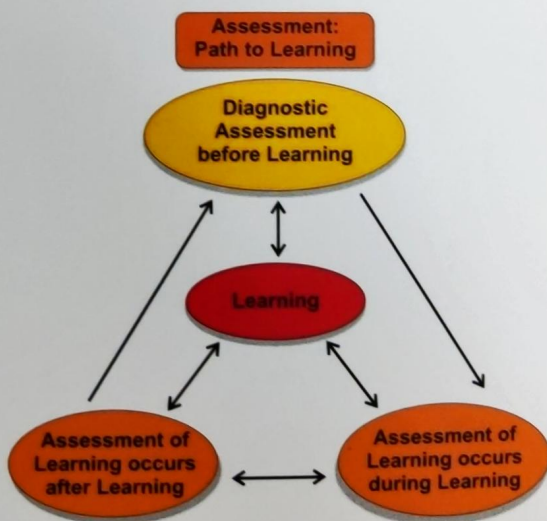 Assessment:
Path to Learning
Diagnostic
Assessment
before Learning
Learning
Assessment of
Learning occurs
after Learning
Assessment of
Learning occurs
during Learning